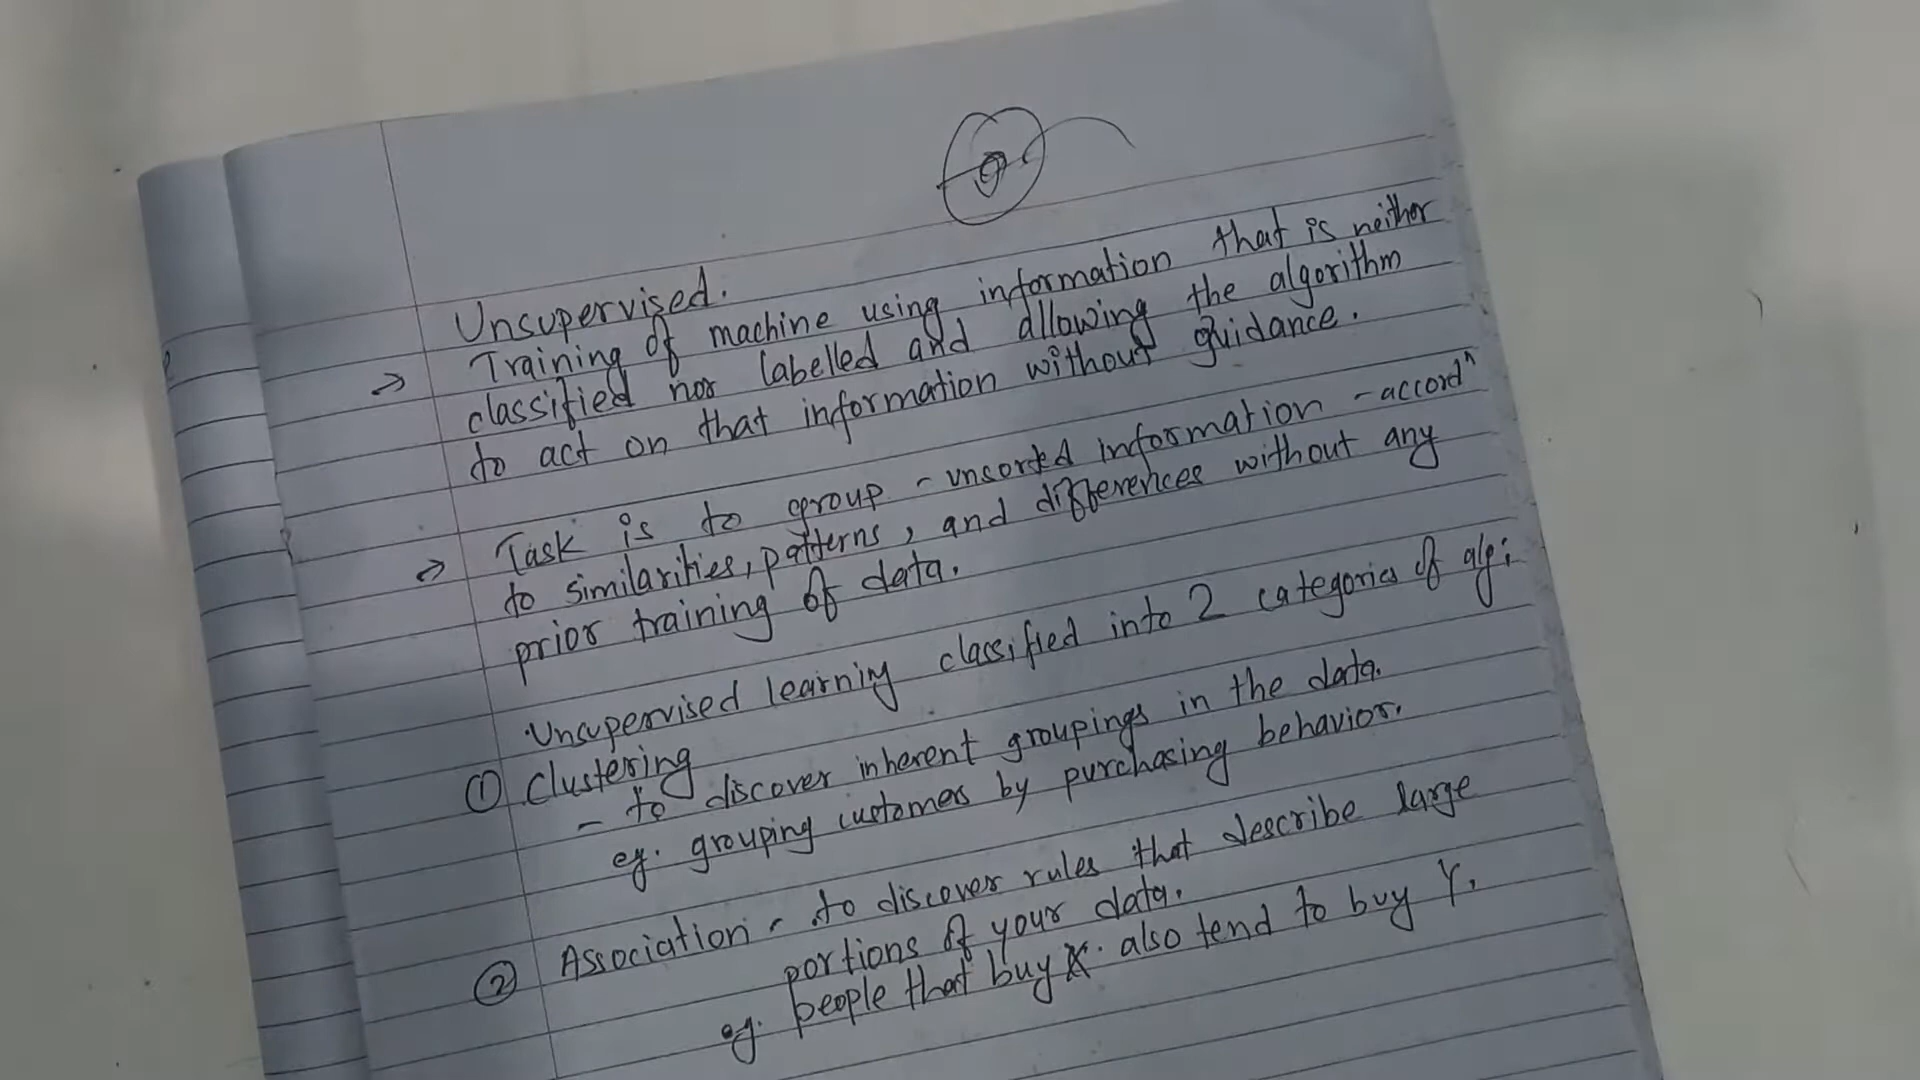 Unsupervised.
→ Training of machine using information that is neither
classified nor labelled and allowing the algorithm
to act on that information without guidance.
→ Task is to group - unsorted information - accordⁿ
to similarities, patterns, and differences without any
prior training of data.
Unsupervised learning classified into 2 categories of alg:
① Clustering
- to discover inherent groupings in the data.
eg. grouping customers by purchasing behavior.
② Association - to discover rules that describe large
portions of your data.
eg. people that buy X. also tend to buy Y.